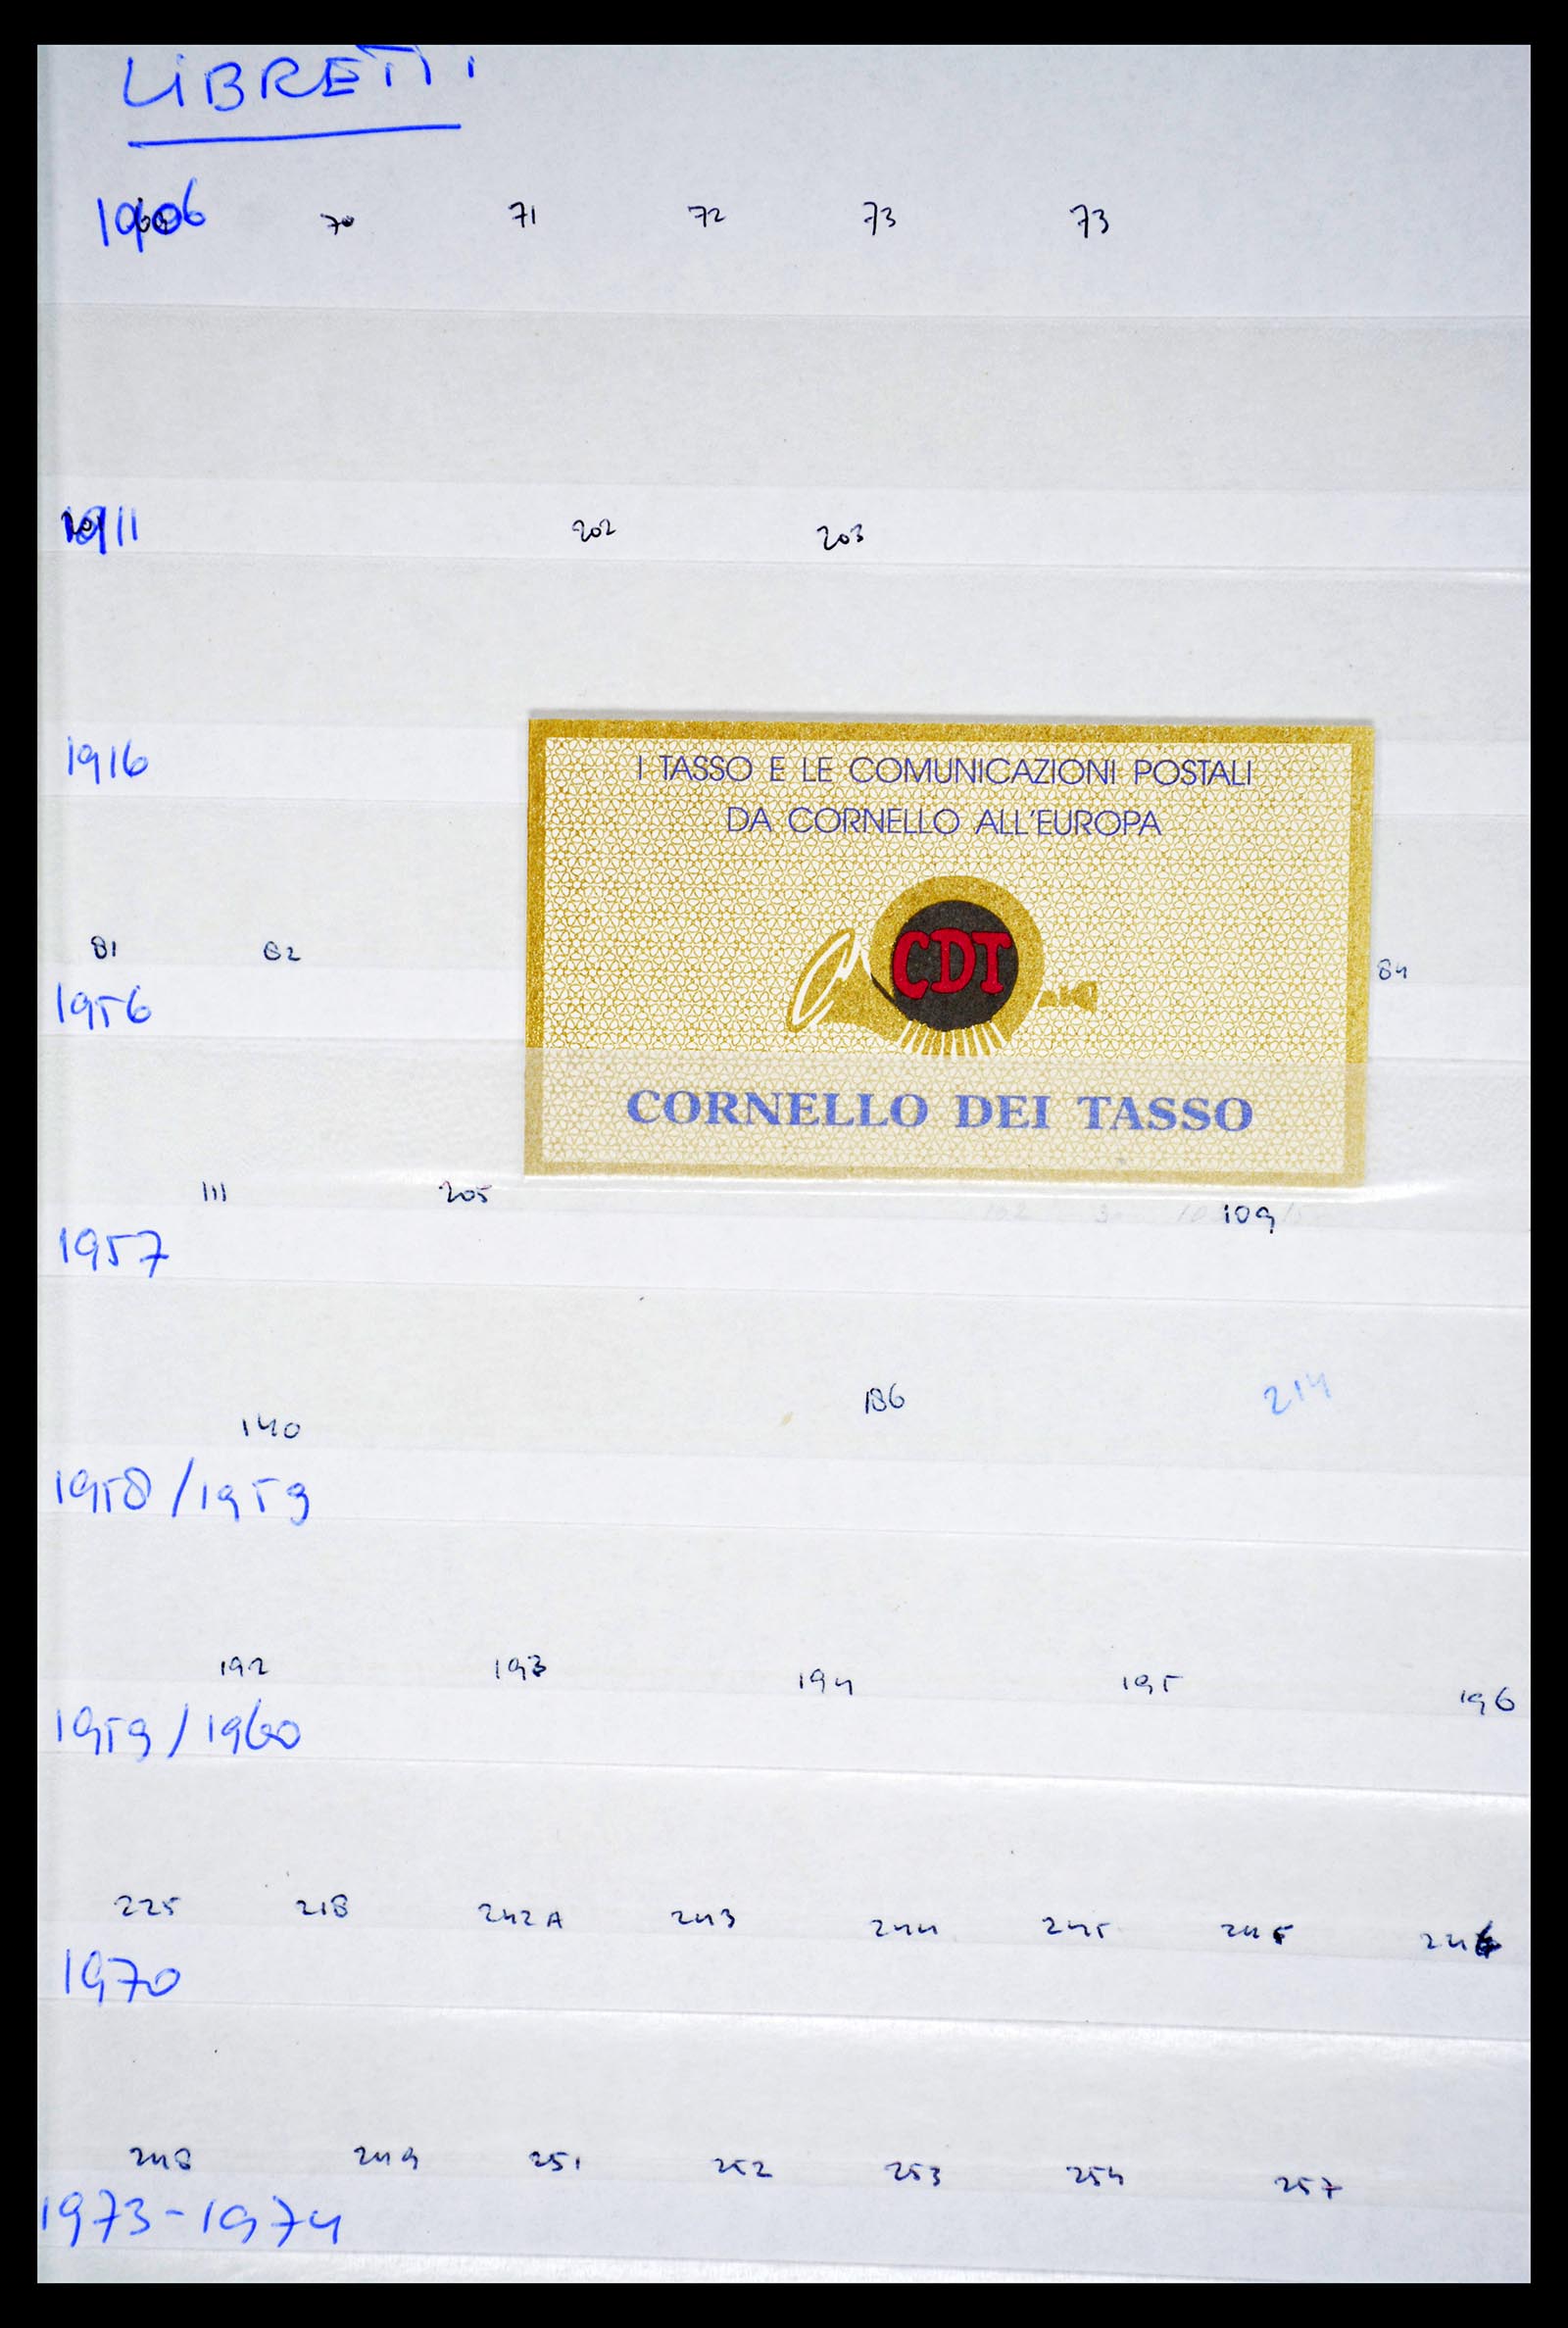 LiBRETTI
1906 70 71 72 73 73
1911 202 203
1916
I TASSO E LE COMUNICAZIONI POSTALI
DA CORNELLO ALL'EUROPA
CDT
CORNELLO DEI TASSO
81 82 84
1956
111 205 109
1957
140 186 214
1958/1959
192 193 194 195 196
1959/1960
225 218 242A 243 244 245 245 246
1970
248 249 251 252 253 254 257
1973-1974